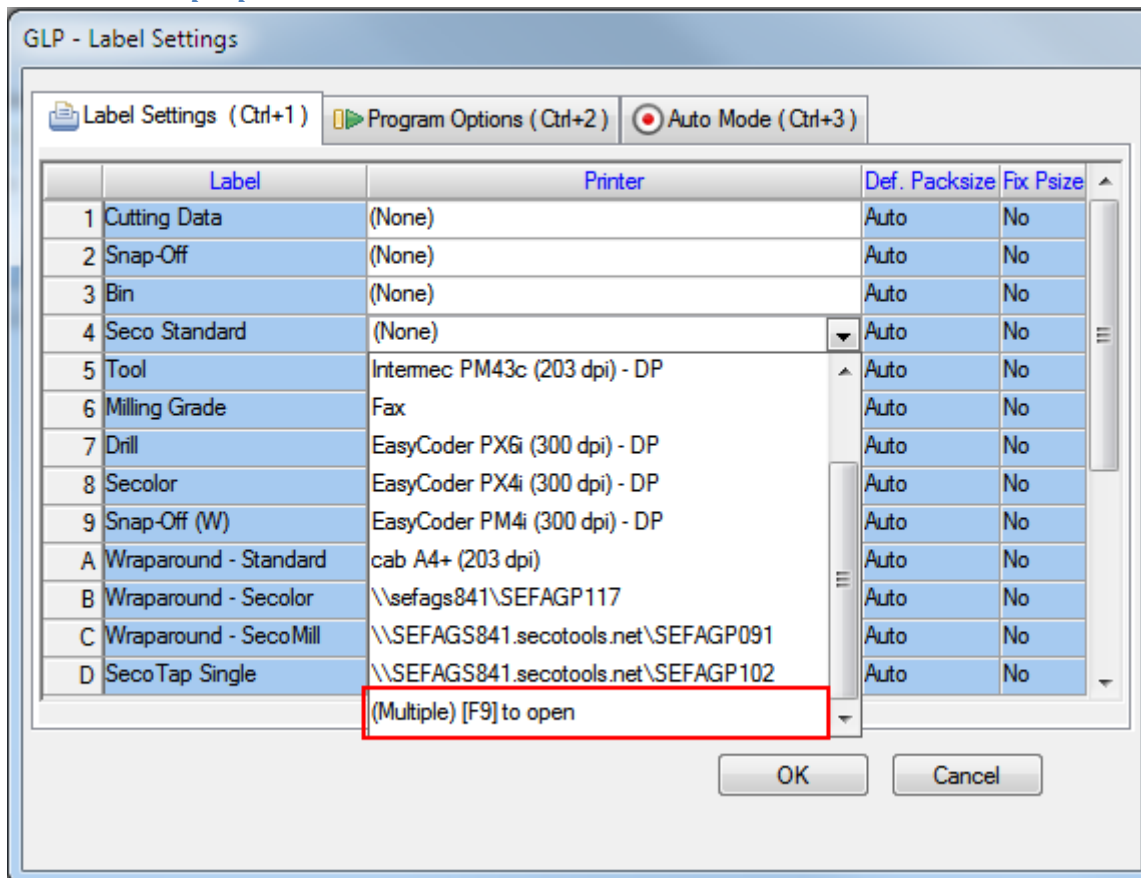 GLP - Label Settings
Label Settings ( Ctrl+1 ) Program Options ( Ctrl+2 ) Auto Mode ( Ctrl+3 )
Label Printer Def. Packsize Fix Psize
1 Cutting Data (None) Auto No
2 Snap-Off (None) Auto No
3 Bin (None) Auto No
4 Seco Standard (None) Auto No
5 Tool Intermec PM43c (203 dpi) - DP Auto No
6 Milling Grade Fax Auto No
7 Drill EasyCoder PX6i (300 dpi) - DP Auto No
8 Secolor EasyCoder PX4i (300 dpi) - DP Auto No
9 Snap-Off (W) EasyCoder PM4i (300 dpi) - DP Auto No
A Wraparound - Standard cab A4+ (203 dpi) Auto No
B Wraparound - Secolor \\sefags841\SEFAGP117 Auto No
C Wraparound - SecoMill \\SEFAGS841.secotools.net\SEFAGP091 Auto No
D SecoTap Single \\SEFAGS841.secotools.net\SEFAGP102 Auto No
(Multiple) [F9] to open
OK Cancel